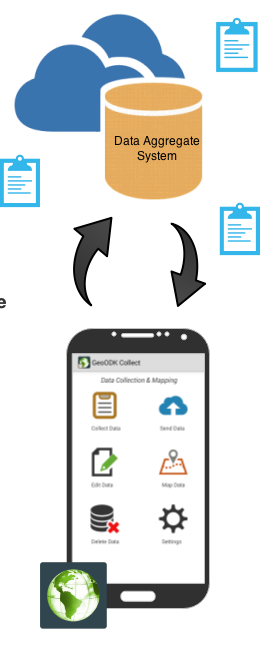 Data Aggregate
System
e
GeoODK Collect
Data Collection & Mapping
Collect Data
Send Data
Edit Data
Map Data
Delete Data
Settings